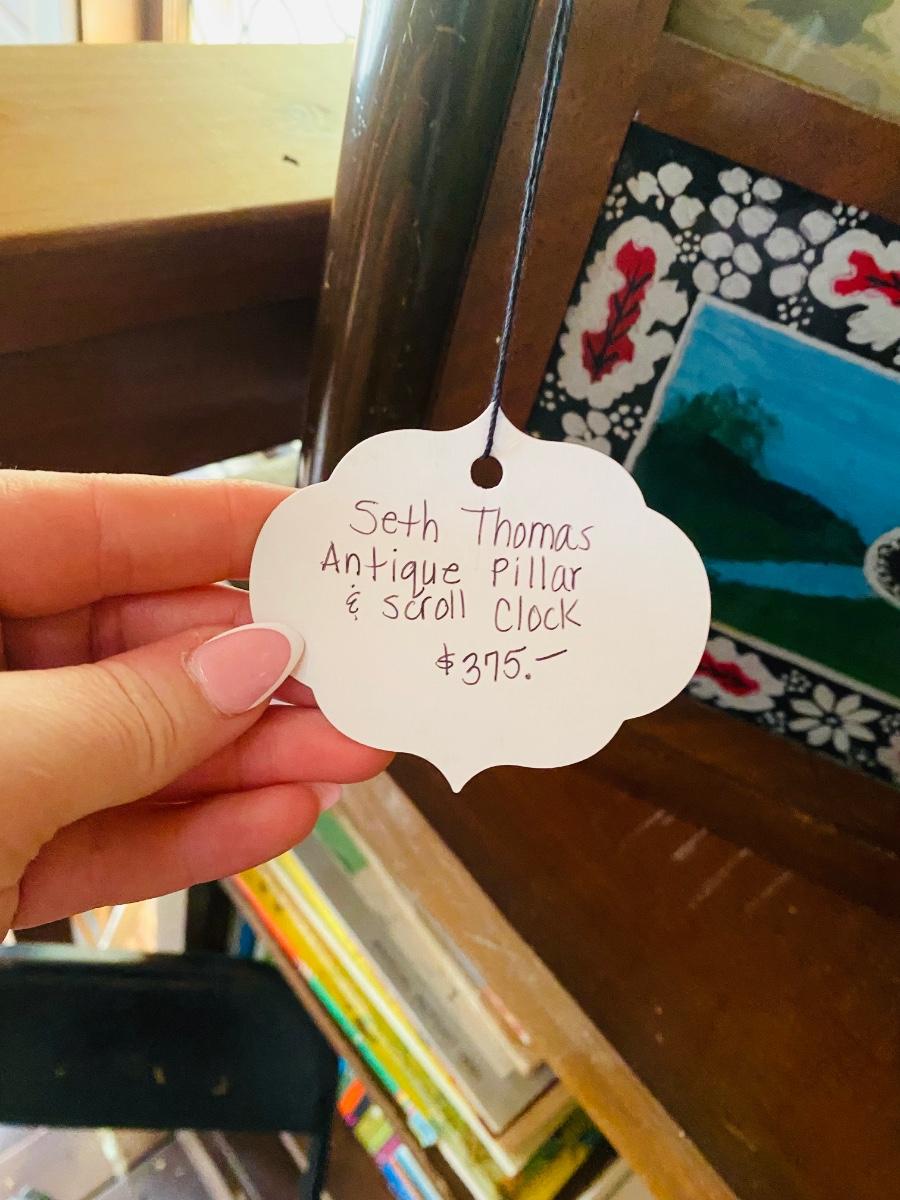 Seth Thomas
Antique Pillar
& scroll Clock
$375.—